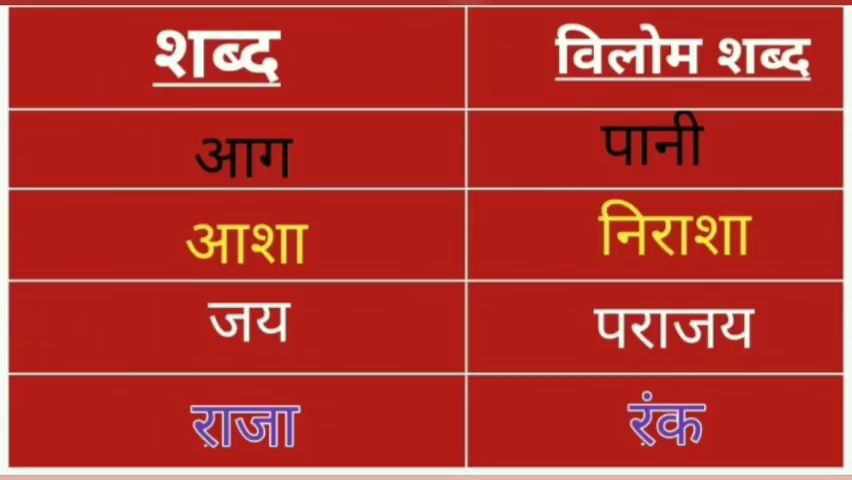 शब्द विलोम शब्द
आग पानी
आशा निराशा
जय पराजय
राजा रंक